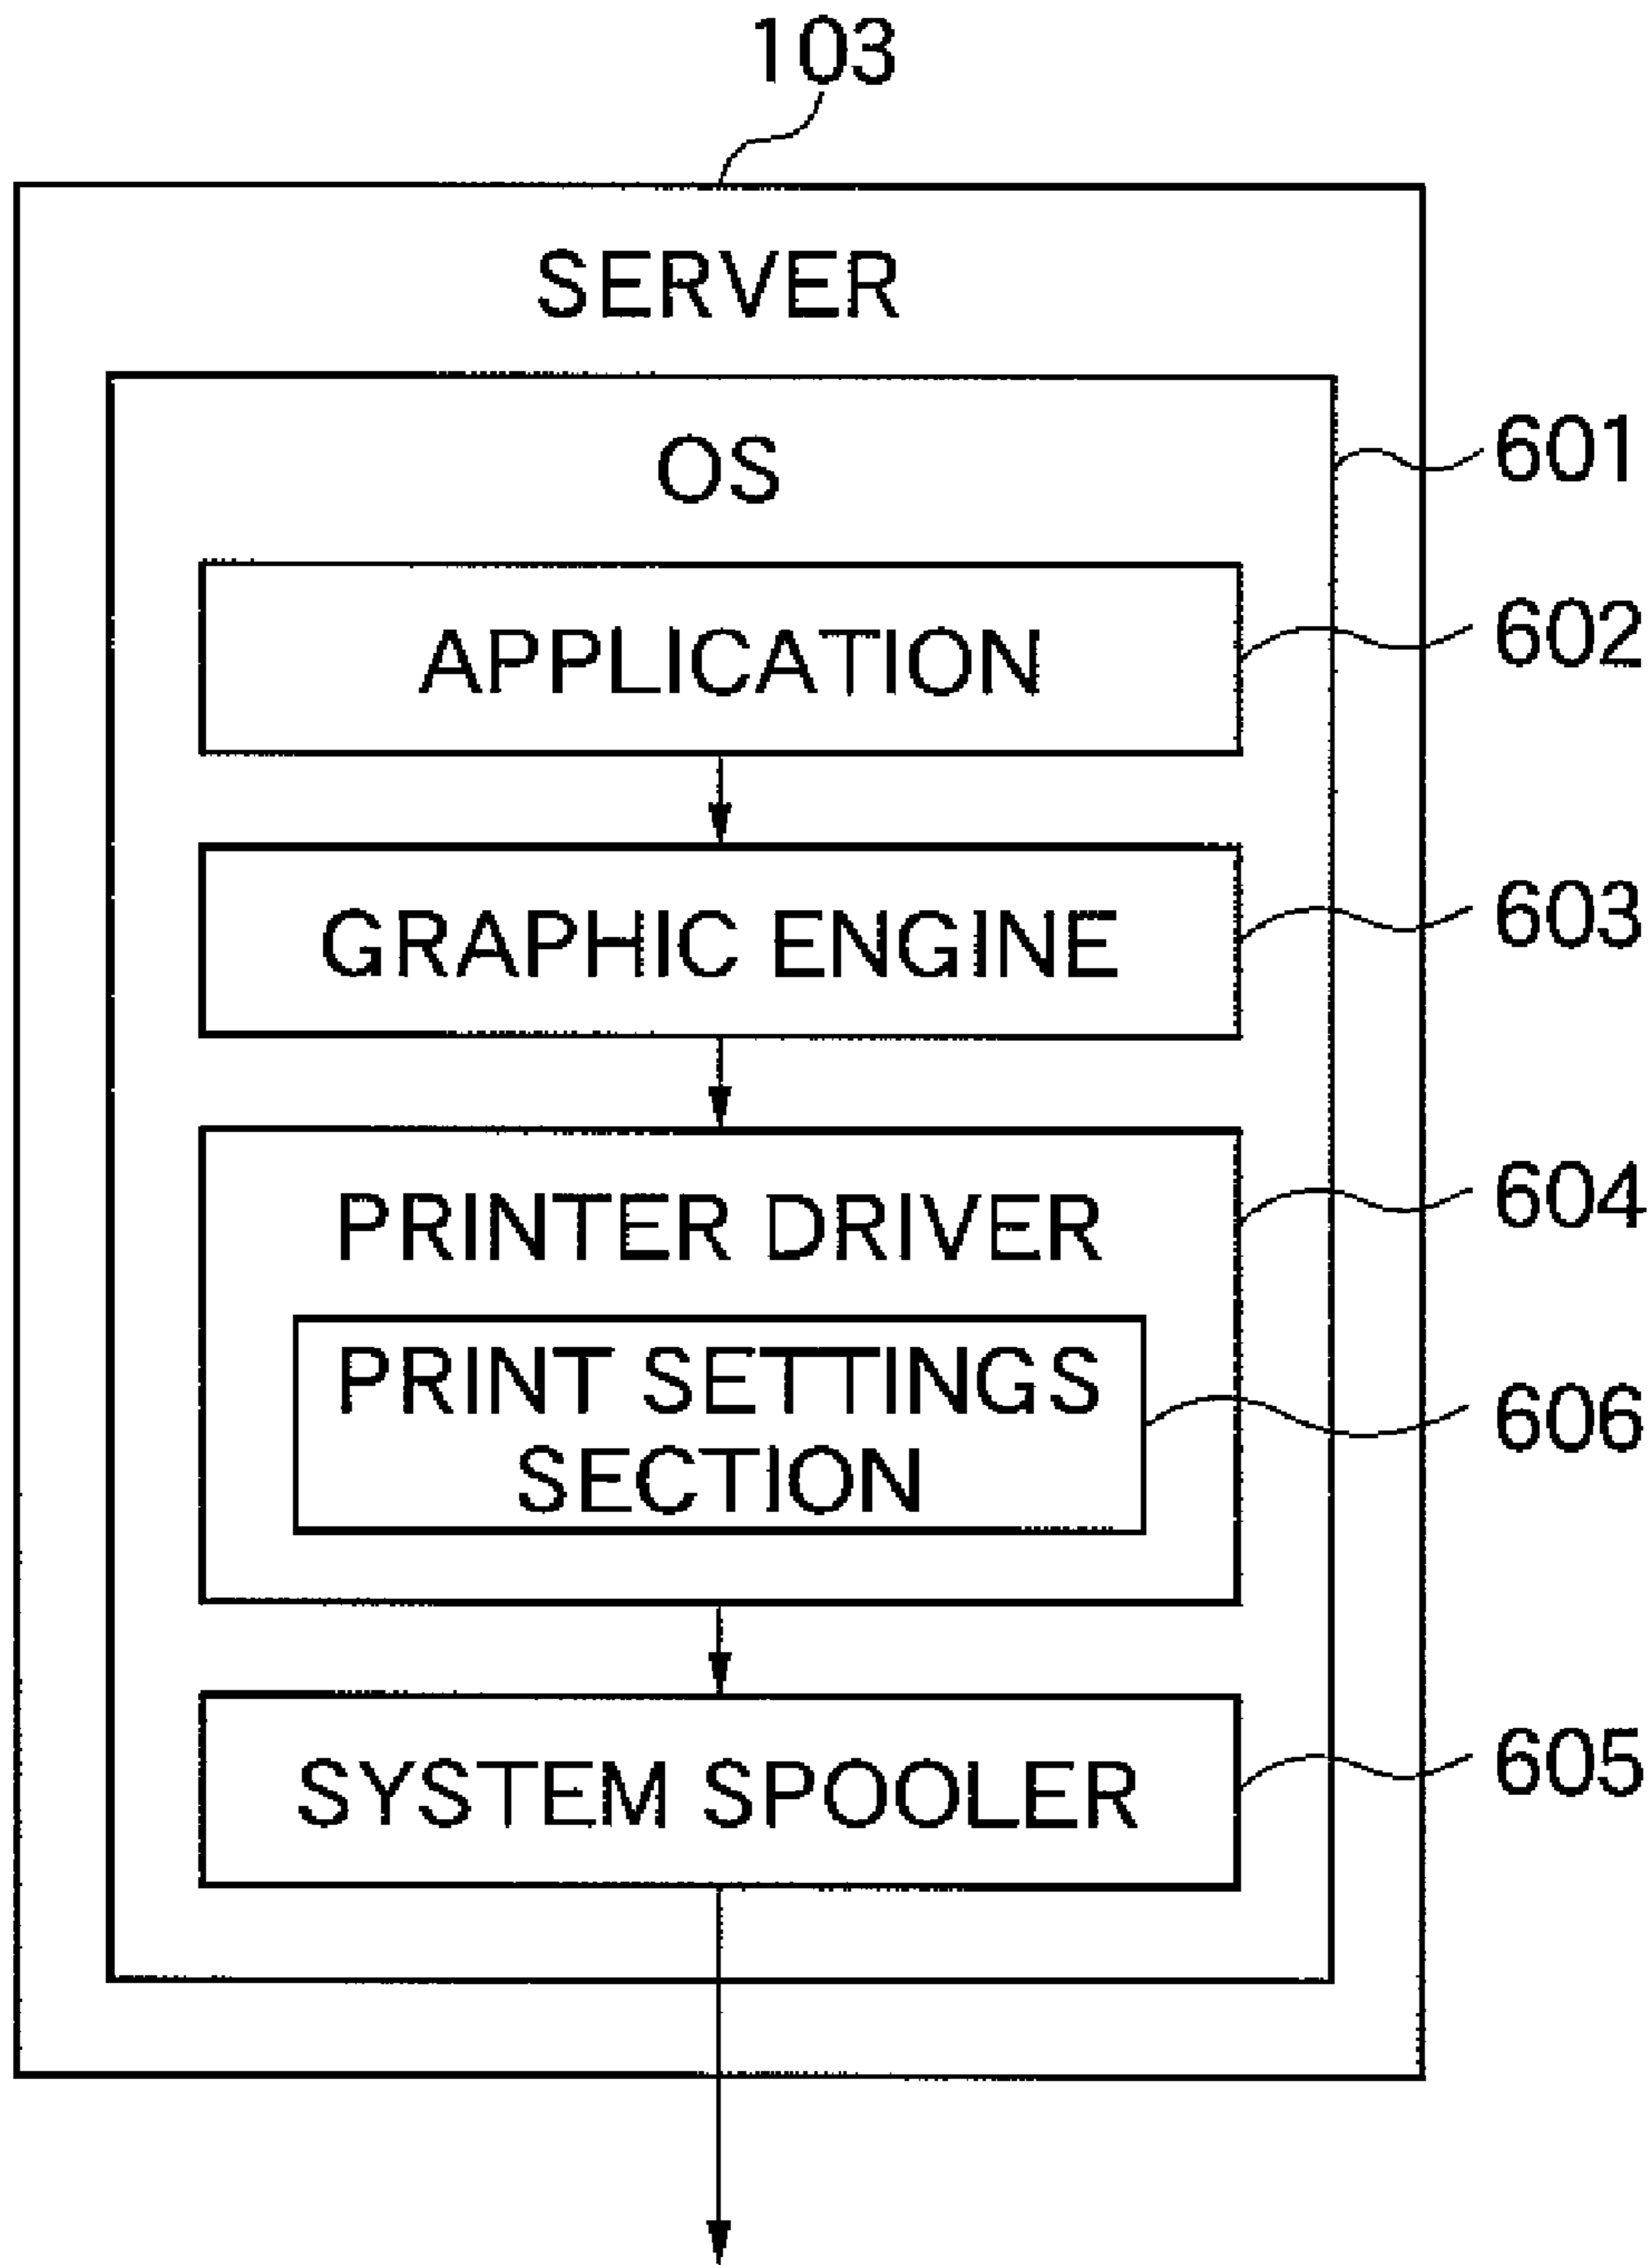 103
SERVER
OS
601
APPLICATION
602
GRAPHIC ENGINE
603
PRINTER DRIVER
604
PRINT SETTINGS
SECTION
606
SYSTEM SPOOLER
605